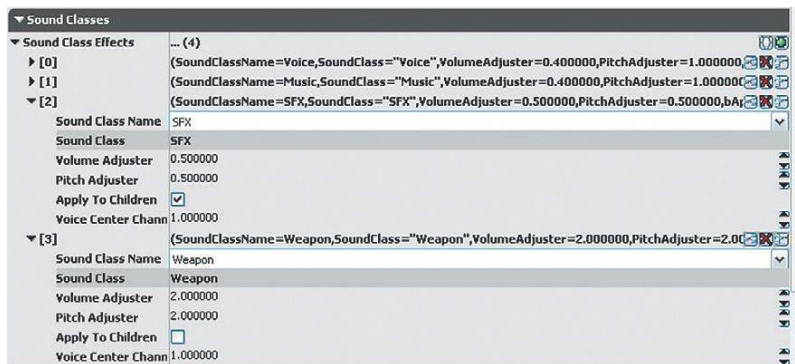 Sound Classes
Sound Class Effects ... (4)
[0] (SoundClassName=Voice,SoundClass="Voice",VolumeAdjuster=0.400000,PitchAdjuster=1.000000,
[1] (SoundClassName=Music,SoundClass="Music",VolumeAdjuster=0.400000,PitchAdjuster=1.000000
[2] (SoundClassName=SFX,SoundClass="SFX",VolumeAdjuster=0.500000,PitchAdjuster=0.500000,bAp
Sound Class Name SFX
Sound Class SFX
Volume Adjuster 0.500000
Pitch Adjuster 0.500000
Apply To Children
Voice Center Chann 1.000000
[3] (SoundClassName=Weapon,SoundClass="Weapon",VolumeAdjuster=2.000000,PitchAdjuster=2.00
Sound Class Name Weapon
Sound Class Weapon
Volume Adjuster 2.000000
Pitch Adjuster 2.000000
Apply To Children
Voice Center Chann 1.000000